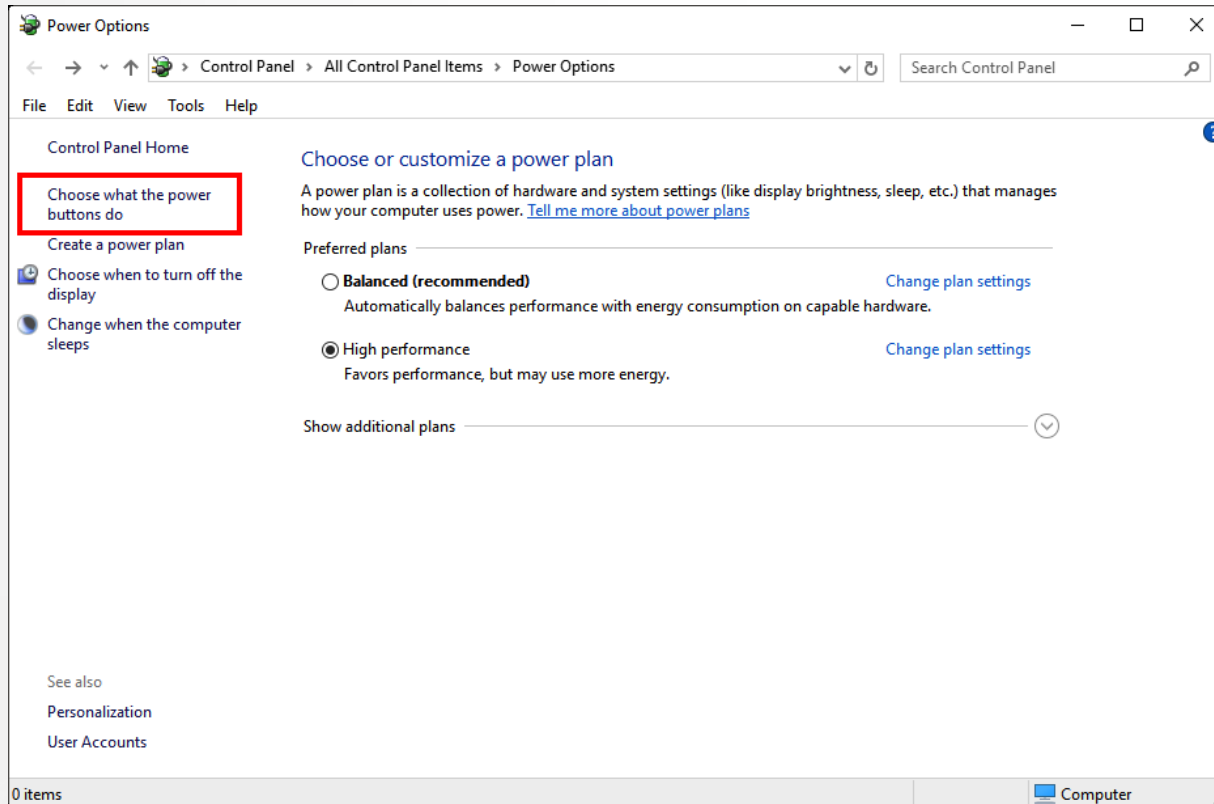 Power Options
Control Panel > All Control Panel Items > Power Options
Search Control Panel
File Edit View Tools Help
Control Panel Home
Choose what the power
buttons do
Create a power plan
Choose when to turn off the
display
Change when the computer
sleeps
Choose or customize a power plan
A power plan is a collection of hardware and system settings (like display brightness, sleep, etc.) that manages
how your computer uses power. Tell me more about power plans
Preferred plans
Balanced (recommended) Change plan settings
Automatically balances performance with energy consumption on capable hardware.
High performance Change plan settings
Favors performance, but may use more energy.
Show additional plans
See also
Personalization
User Accounts
0 items
Computer